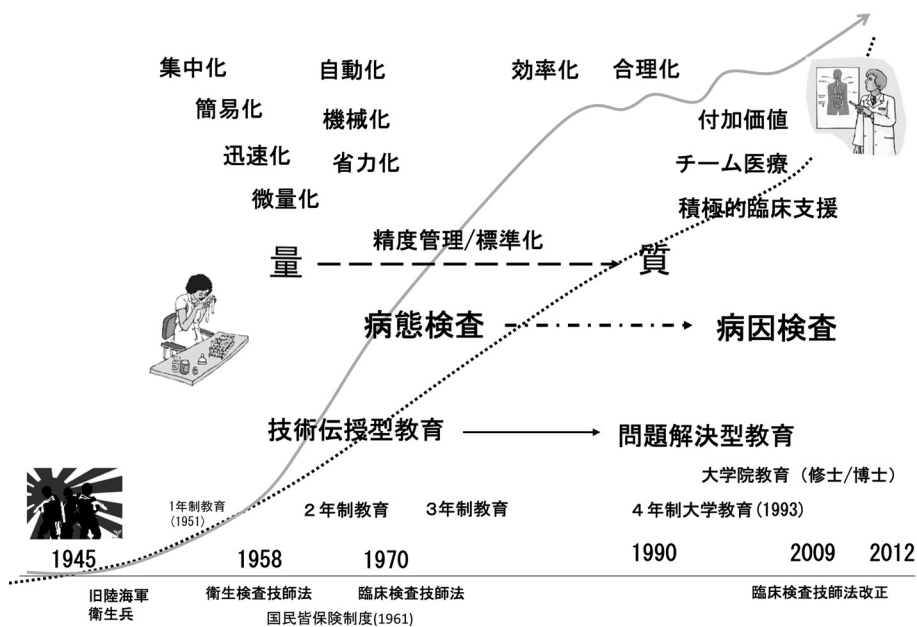 集中化
自動化
効率化
合理化
簡易化
機械化
付加価値
迅速化
省力化
チーム医療
微量化
積極的臨床支援
精度管理/標準化
量
質
病態検査
病因検査
技術伝授型教育
問題解決型教育
大学院教育（修士/博士）
1年制教育
(1951)
２年制教育
３年制教育
４年制大学教育(1993)
1945
1958
1970
1990
2009
2012
旧陸海軍
衛生兵
衛生検査技師法
臨床検査技師法
臨床検査技師法改正
国民皆保険制度(1961)